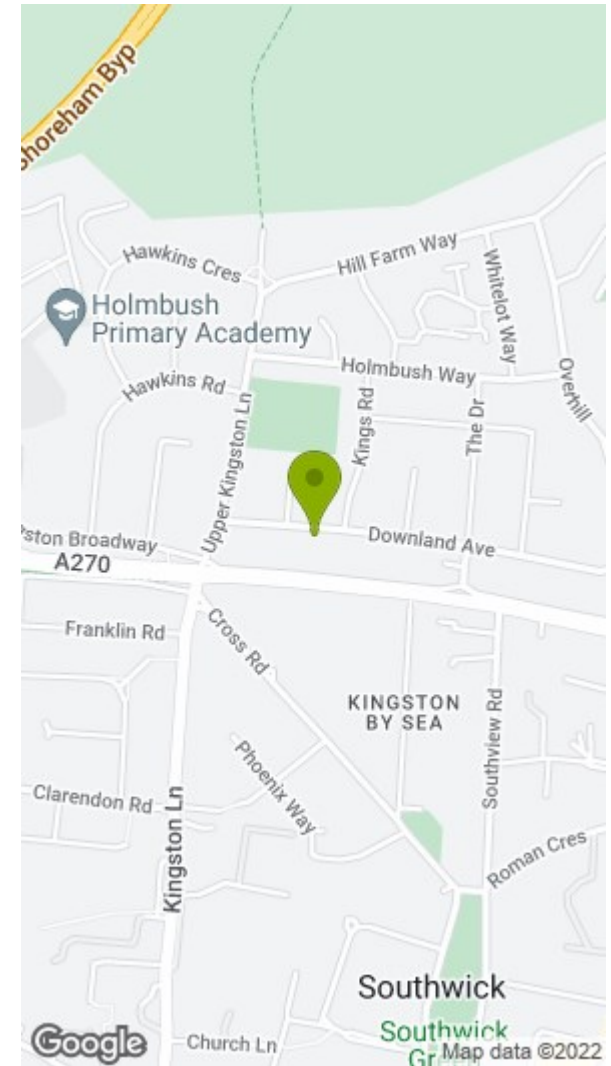 Shoreham Byp
Hawkins Cres
Hill Farm Way
Whitelot Way
Holmbush
Primary Academy
Holmbush Way
Overhill
Hawkins Rd
Kings Rd
The Dr
Upper Kingston Ln
Downland Ave
ston Broadway
A270
Franklin Rd
Cross Rd
KINGSTON
BY SEA
Southview Rd
Phoenix Way
Clarendon Rd
Kingston Ln
Roman Cres
Southwick
Southwick
Google
Church Ln
Map data ©2022